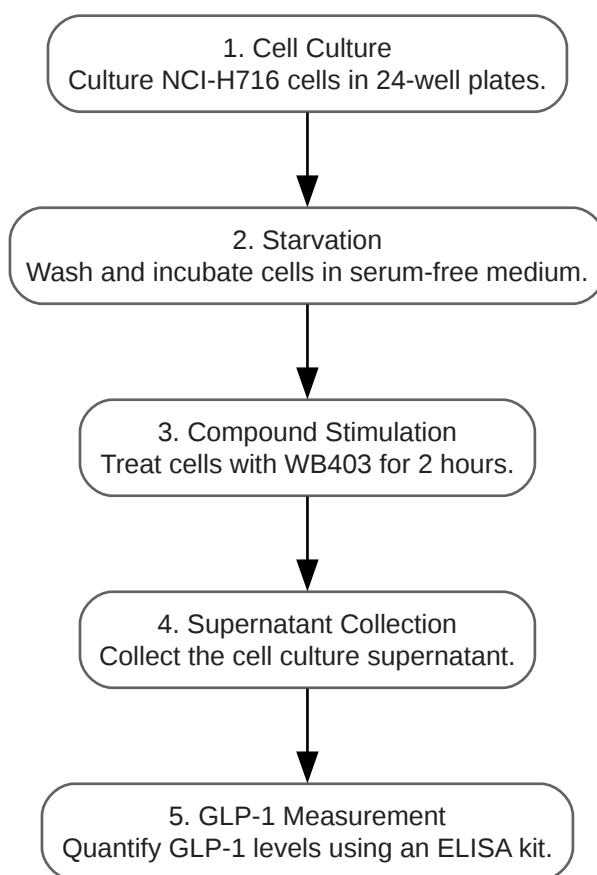 1. Cell Culture
Culture NCI-H716 cells in 24-well plates.
2. Starvation
Wash and incubate cells in serum-free medium.
3. Compound Stimulation
Treat cells with WB403 for 2 hours.
4. Supernatant Collection
Collect the cell culture supernatant.
5. GLP-1 Measurement
Quantify GLP-1 levels using an ELISA kit.